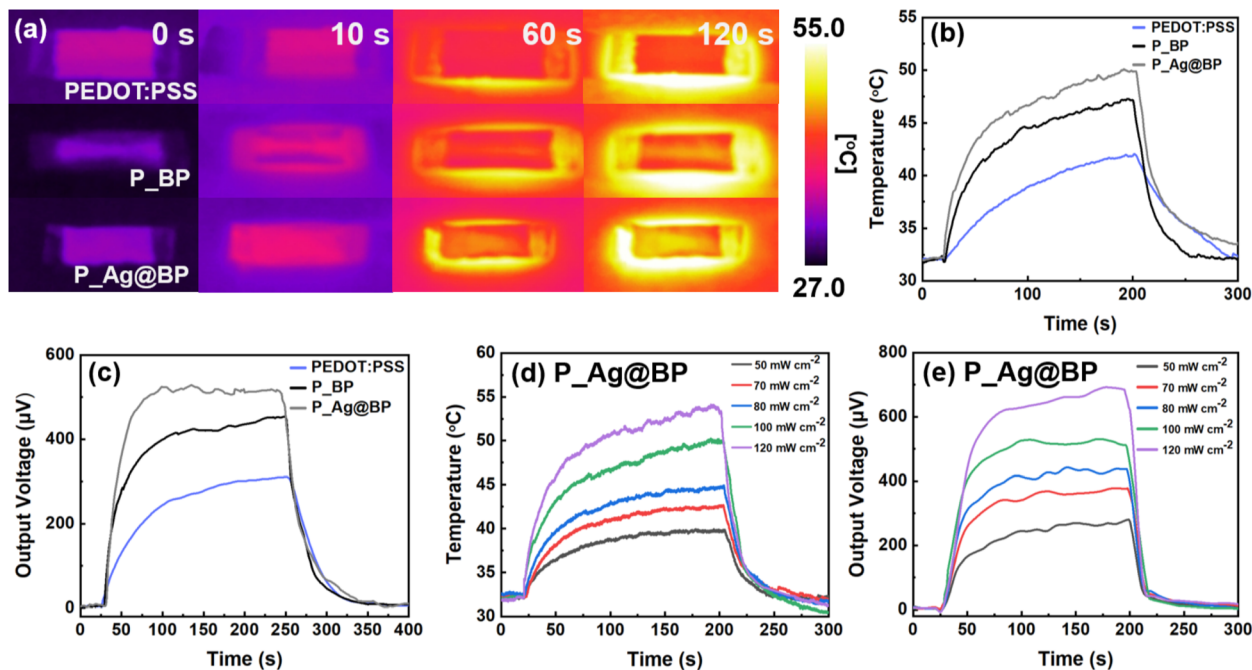 (a) 0 s 10 s 60 s 120 s
PEDOT:PSS
P_BP
P_Ag@BP
55.0
[°C]
27.0
(b)
PEDOT:PSS
P_BP
P_Ag@BP
Temperature (°C)
55
50
45
40
35
30
0 100 200 300
Time (s)
(c)
PEDOT:PSS
P_BP
P_Ag@BP
Output Voltage (μV)
600
400
200
0
0 50 100 150 200 250 300 350 400
Time (s)
(d) P_Ag@BP
50 mW cm⁻²
70 mW cm⁻²
80 mW cm⁻²
100 mW cm⁻²
120 mW cm⁻²
Temperature (°C)
60
55
50
45
40
35
30
0 50 100 150 200 250 300
Time (s)
(e) P_Ag@BP
50 mW cm⁻²
70 mW cm⁻²
80 mW cm⁻²
100 mW cm⁻²
120 mW cm⁻²
Output Voltage (μV)
800
600
400
200
0
0 50 100 150 200 250 300
Time (s)